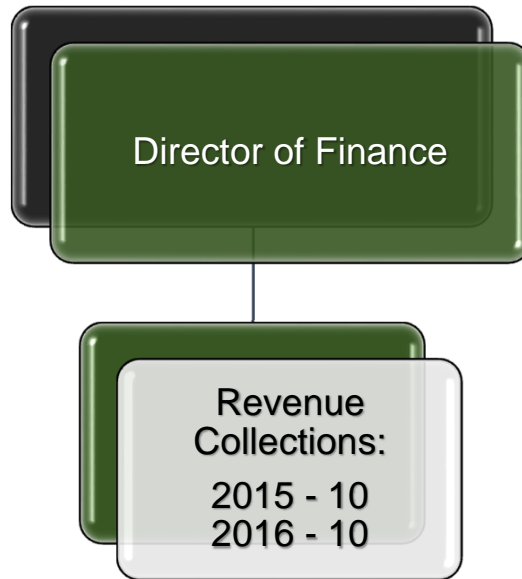 Director of Finance
Revenue
Collections:
2015 - 10
2016 - 10